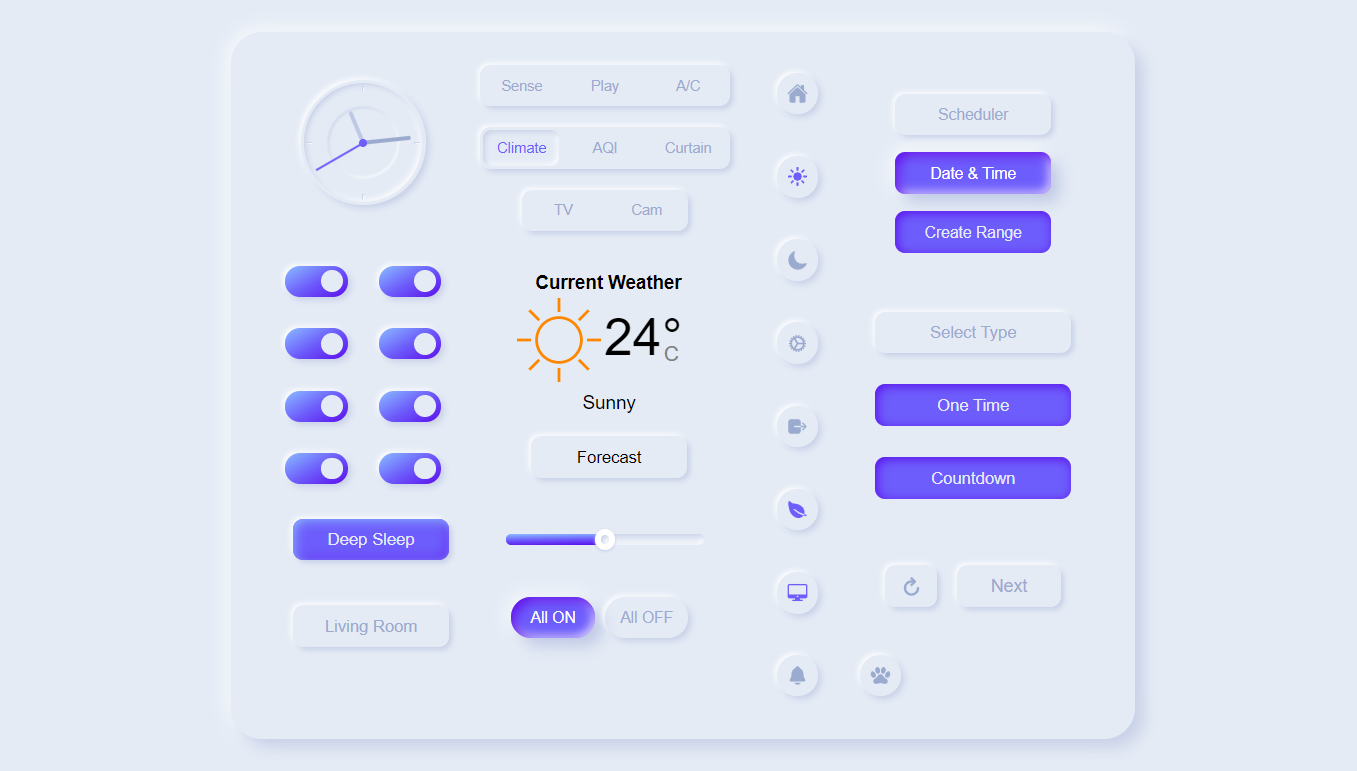 Sense Play A/C
Climate AQI Curtain
TV Cam
Current Weather
24°
C
Sunny
Forecast
Deep Sleep
Living Room
All ON All OFF
Scheduler
Date & Time
Create Range
Select Type
One Time
Countdown
Next